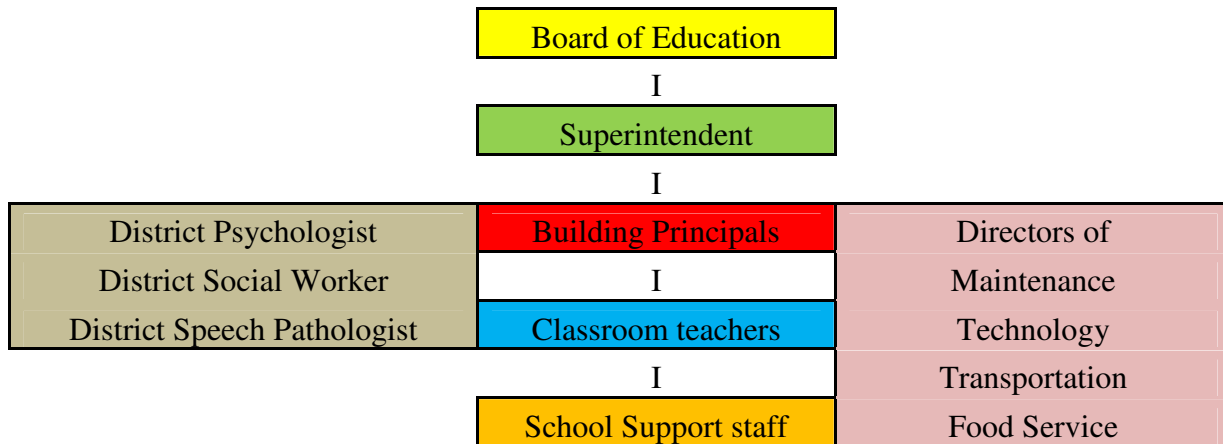 Board of Education
I
Superintendent
I
District Psychologist Building Principals Directors of
District Social Worker I Maintenance
District Speech Pathologist Classroom teachers Technology
I Transportation
School Support staff Food Service